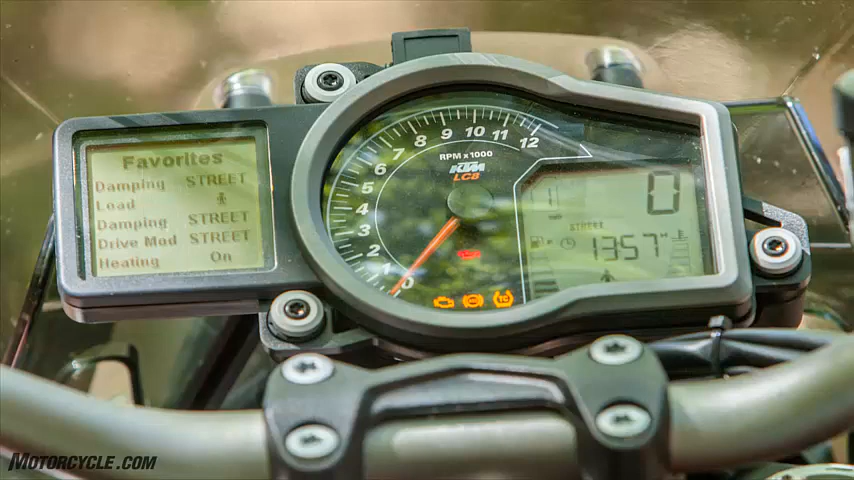 Favorites
Damping STREET
Load
Damping STREET
Drive Mod STREET
Heating On
0
1
2
3
4
5
6
7
8
9
10
11
12
RPM x 1000
KTM
LC8
1
0
STREET
1357
MOTORCYCLE.COM